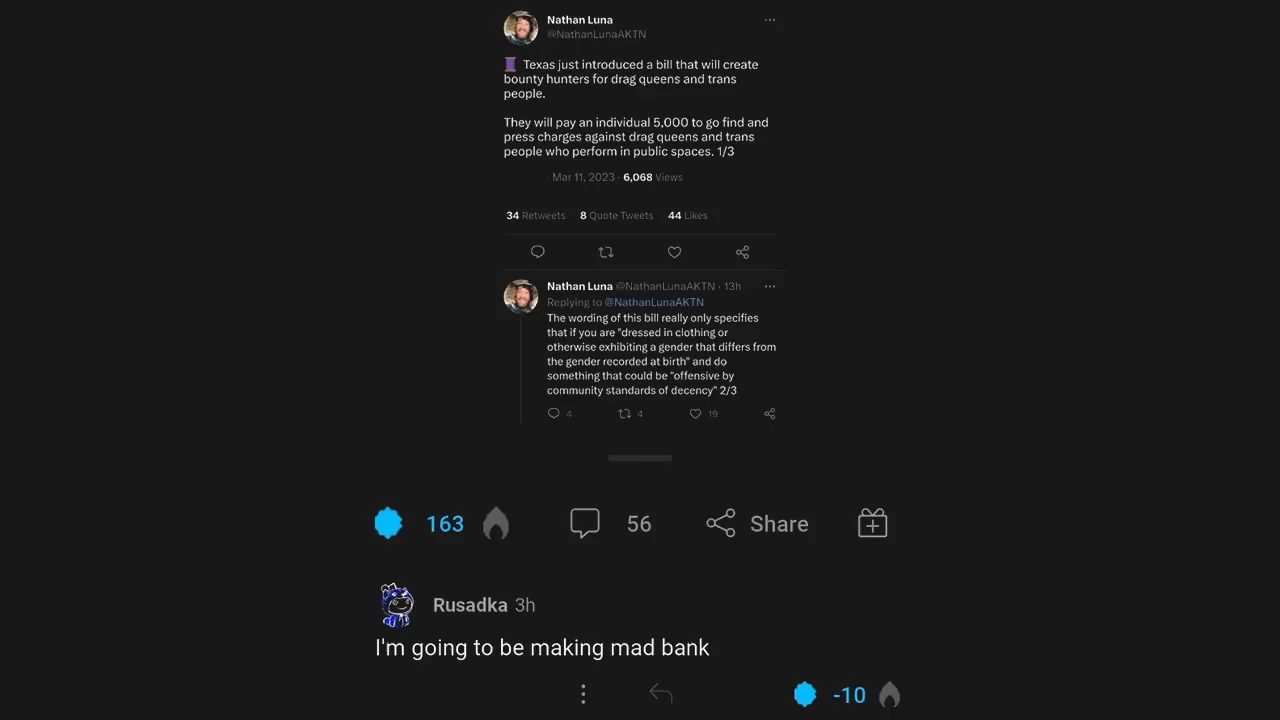 Nathan Luna
@NathanLunaAKTN
Texas just introduced a bill that will create
bounty hunters for drag queens and trans
people.
They will pay an individual 5,000 to go find and
press charges against drag queens and trans
people who perform in public spaces. 1/3
· Mar 11, 2023 · 6,068 Views
34 Retweets 8 Quote Tweets 44 Likes
Nathan Luna @NathanLunaAKTN · 13h
Replying to @NathanLunaAKTN
The wording of this bill really only specifies
that if you are "dressed in clothing or
otherwise exhibiting a gender that differs from
the gender recorded at birth" and do
something that could be "offensive by
community standards of decency" 2/3
4 4 19
163 56 Share
Rusadka 3h
I'm going to be making mad bank
-10